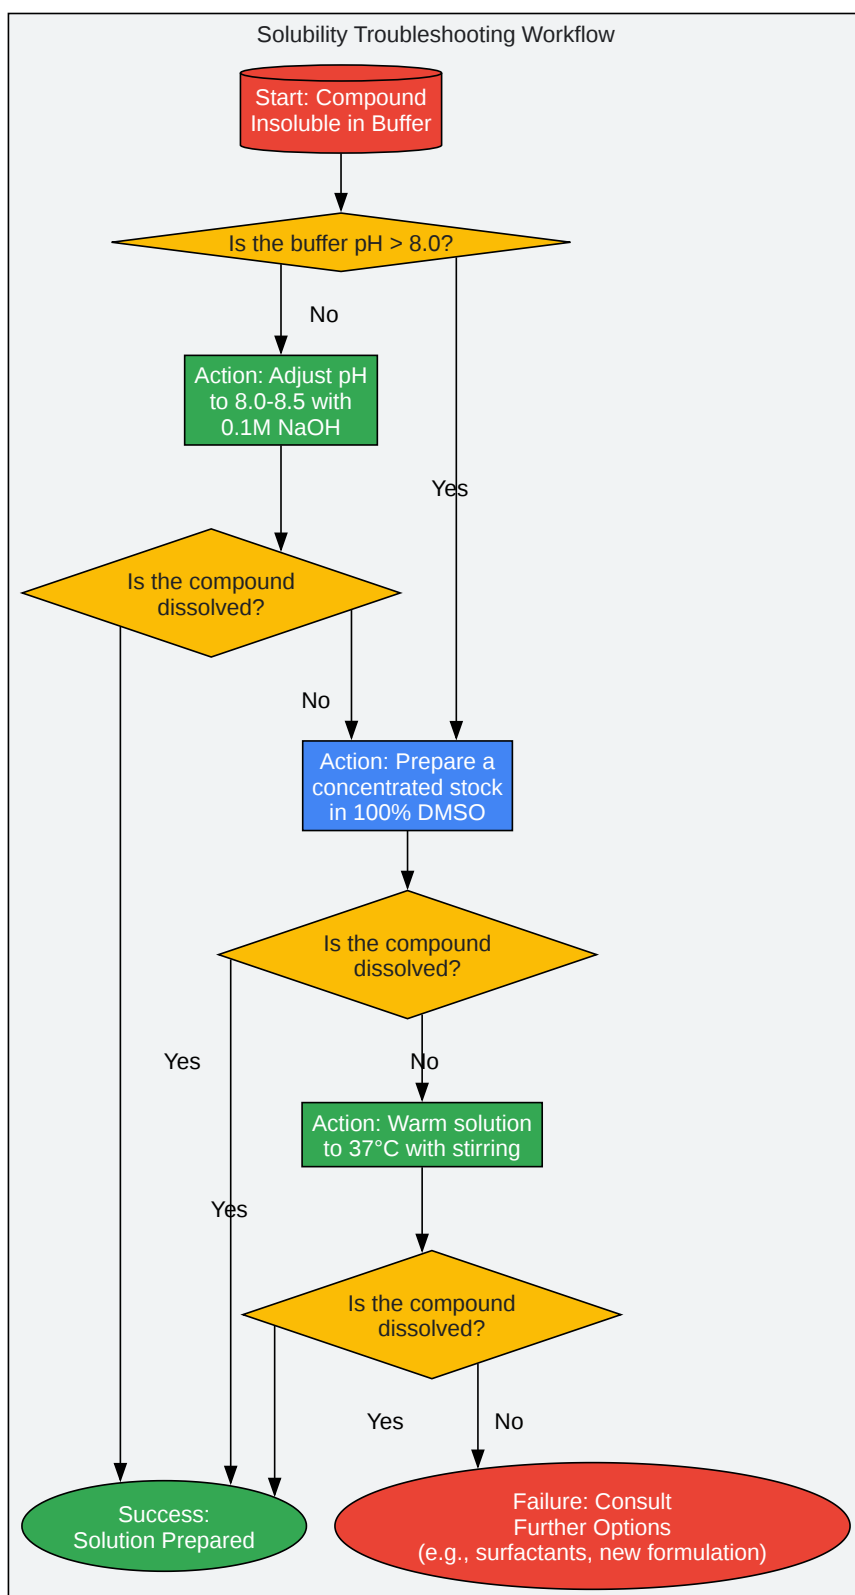 Solubility Troubleshooting Workflow
Start: Compound
Insoluble in Buffer
Is the buffer pH > 8.0?
No
Action: Adjust pH
to 8.0-8.5 with
0.1M NaOH
Yes
Is the compound
dissolved?
No
Action: Prepare a
concentrated stock
in 100% DMSO
Is the compound
dissolved?
Yes
No
Action: Warm solution
to 37°C with stirring
Yes
Is the compound
dissolved?
Yes
No
Success:
Solution Prepared
Failure: Consult
Further Options
(e.g., surfactants, new formulation)